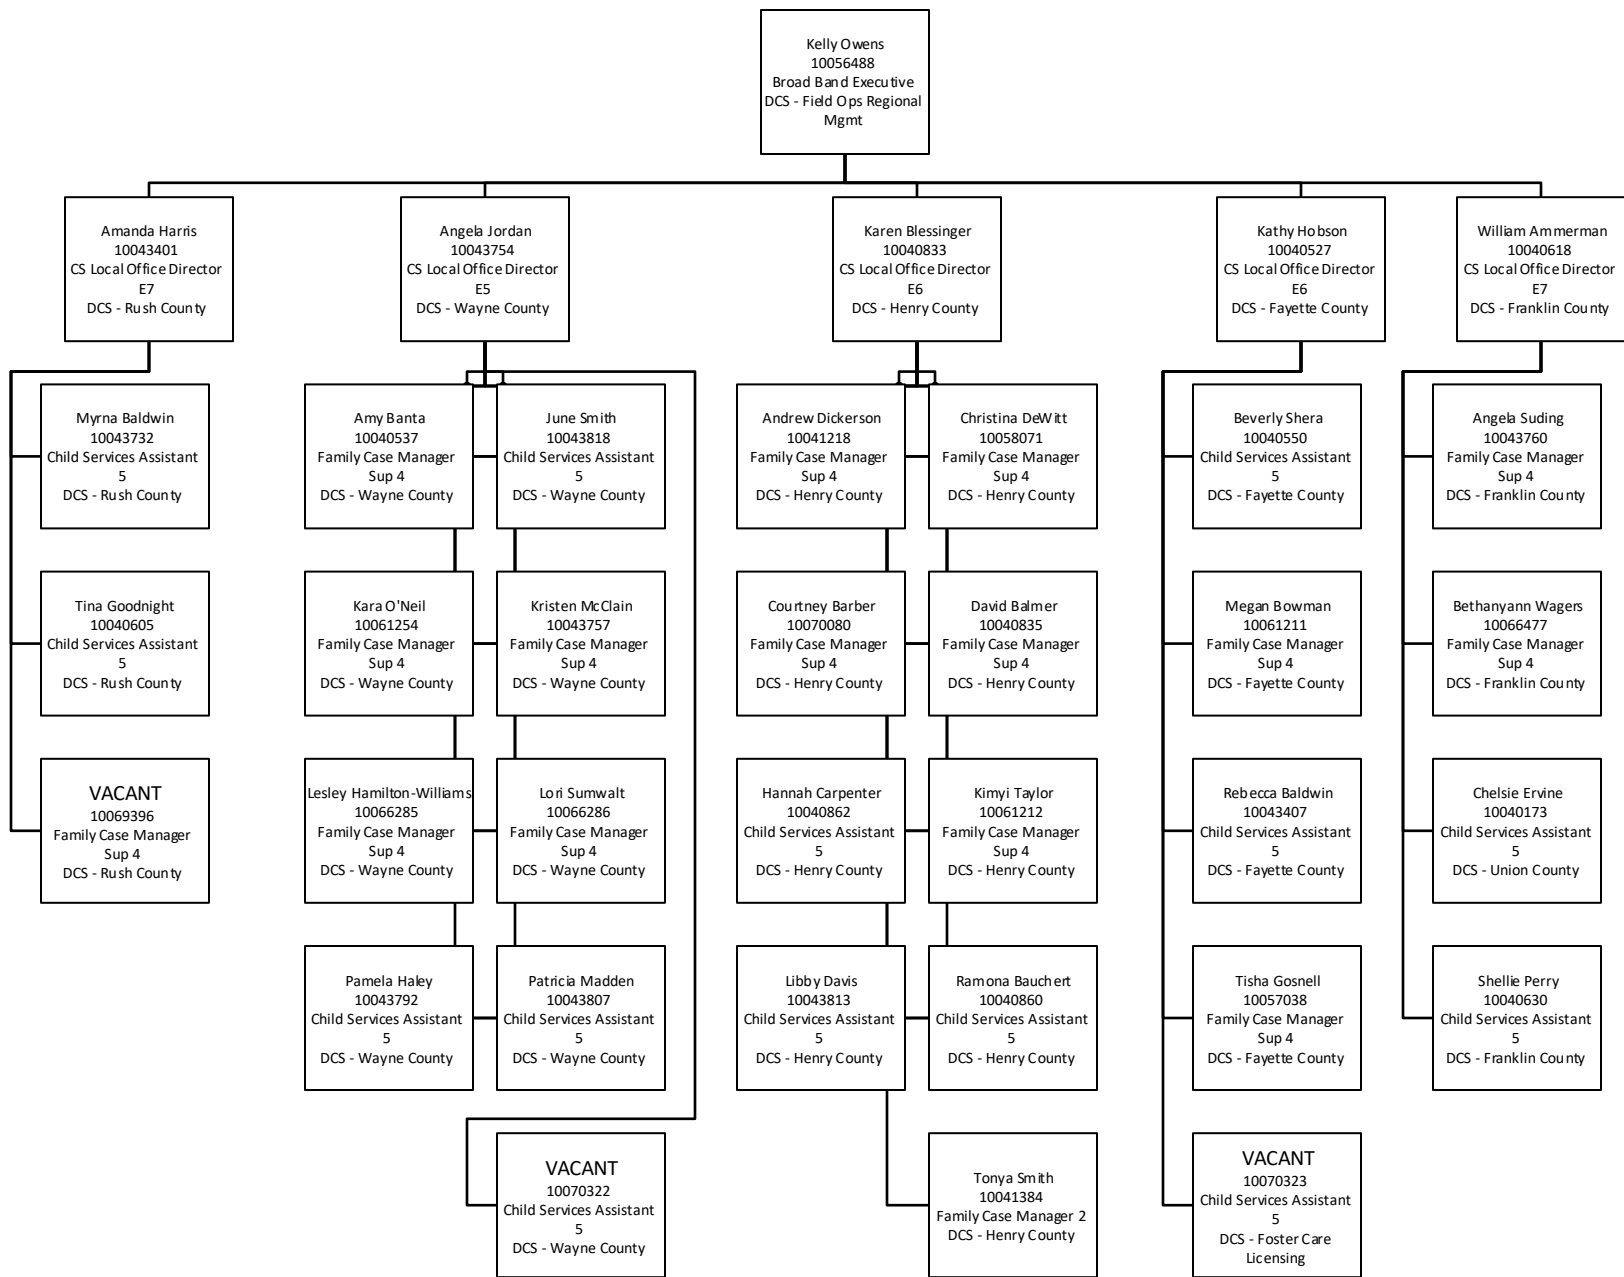 Kelly Owens
10056488
Broad Band Executive
DCS - Field Ops Regional
Mgmt
Amanda Harris
10043401
CS Local Office Director
E7
DCS - Rush County
Angela Jordan
10043754
CS Local Office Director
E5
DCS - Wayne County
Karen Blessinger
10040833
CS Local Office Director
E6
DCS - Henry County
Kathy Hobson
10040527
CS Local Office Director
E6
DCS - Fayette County
William Ammerman
10040618
CS Local Office Director
E7
DCS - Franklin County
Myrna Baldwin
10043732
Child Services Assistant
5
DCS - Rush County
Amy Banta
10040537
Family Case Manager
Sup 4
DCS - Wayne County
June Smith
10043818
Child Services Assistant
5
DCS - Wayne County
Andrew Dickerson
10041218
Family Case Manager
Sup 4
DCS - Henry County
Christina DeWitt
10058071
Family Case Manager
Sup 4
DCS - Henry County
Beverly Shera
10040550
Child Services Assistant
5
DCS - Fayette County
Angela Suding
10043760
Family Case Manager
Sup 4
DCS - Franklin County
Tina Goodnight
10040605
Child Services Assistant
5
DCS - Rush County
Kara O'Neil
10061254
Family Case Manager
Sup 4
DCS - Wayne County
Kristen McClain
10043757
Family Case Manager
Sup 4
DCS - Wayne County
Courtney Barber
10070080
Family Case Manager
Sup 4
DCS - Henry County
David Balmer
10040835
Family Case Manager
Sup 4
DCS - Henry County
Megan Bowman
10061211
Family Case Manager
Sup 4
DCS - Fayette County
Bethanyann Wagers
10066477
Family Case Manager
Sup 4
DCS - Franklin County
VACANT
10069396
Family Case Manager
Sup 4
DCS - Rush County
Lesley Hamilton-Williams
10066285
Family Case Manager
Sup 4
DCS - Wayne County
Lori Sumwalt
10066286
Family Case Manager
Sup 4
DCS - Wayne County
Hannah Carpenter
10040862
Child Services Assistant
5
DCS - Henry County
Kimyi Taylor
10061212
Family Case Manager
Sup 4
DCS - Henry County
Rebecca Baldwin
10043407
Child Services Assistant
5
DCS - Fayette County
Chelsie Ervine
10040173
Child Services Assistant
5
DCS - Union County
Pamela Haley
10043792
Child Services Assistant
5
DCS - Wayne County
Patricia Madden
10043807
Child Services Assistant
5
DCS - Wayne County
Libby Davis
10043813
Child Services Assistant
5
DCS - Henry County
Ramona Bauchert
10040860
Child Services Assistant
5
DCS - Henry County
Tisha Gosnell
10057038
Family Case Manager
Sup 4
DCS - Fayette County
Shellie Perry
10040630
Child Services Assistant
5
DCS - Franklin County
VACANT
10070322
Child Services Assistant
5
DCS - Wayne County
Tonya Smith
10041384
Family Case Manager 2
DCS - Henry County
VACANT
10070323
Child Services Assistant
5
DCS - Foster Care
Licensing